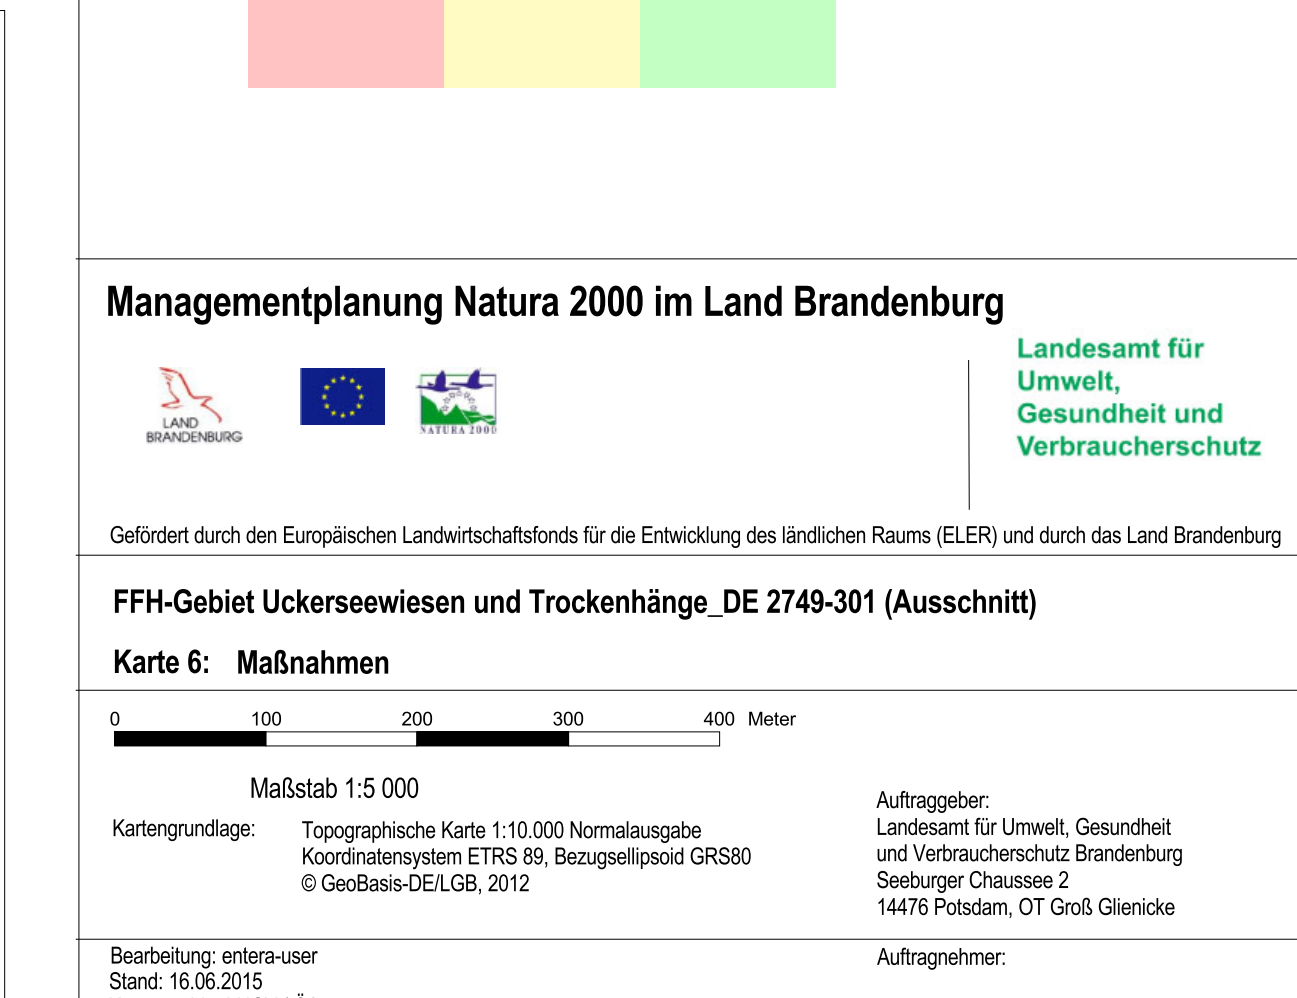 Managementplanung Natura 2000 im Land Brandenburg
LAND
BRANDENBURG
NATURA 2000
Landesamt für
Umwelt,
Gesundheit und
Verbraucherschutz
Gefördert durch den Europäischen Landwirtschaftsfonds für die Entwicklung des ländlichen Raums (ELER) und durch das Land Brandenburg
FFH-Gebiet Uckerseewiesen und Trockenhänge_DE 2749-301 (Ausschnitt)
Karte 6: Maßnahmen
0 100 200 300 400 Meter
Maßstab 1:5 000
Kartengrundlage:
Topographische Karte 1:10.000 Normalausgabe
Koordinatensystem ETRS 89, Bezugsellipsoid GRS80
© GeoBasis-DE/LGB, 2012
Auftraggeber:
Landesamt für Umwelt, Gesundheit
und Verbraucherschutz Brandenburg
Seeburger Chaussee 2
14476 Potsdam, OT Groß Glienicke
Bearbeitung: entera-user
Stand: 16.06.2015
Auftragnehmer: